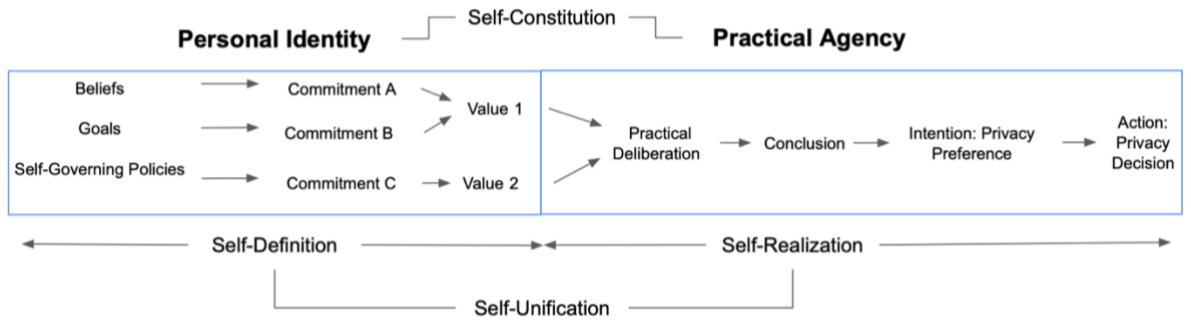 Self-Constitution
Personal Identity
Practical Agency
Beliefs
Commitment A
Value 1
Goals
Commitment B
Self-Governing Policies
Commitment C
Value 2
Practical
Deliberation
Conclusion
Intention: Privacy
Preference
Action:
Privacy
Decision
Self-Definition
Self-Realization
Self-Unification